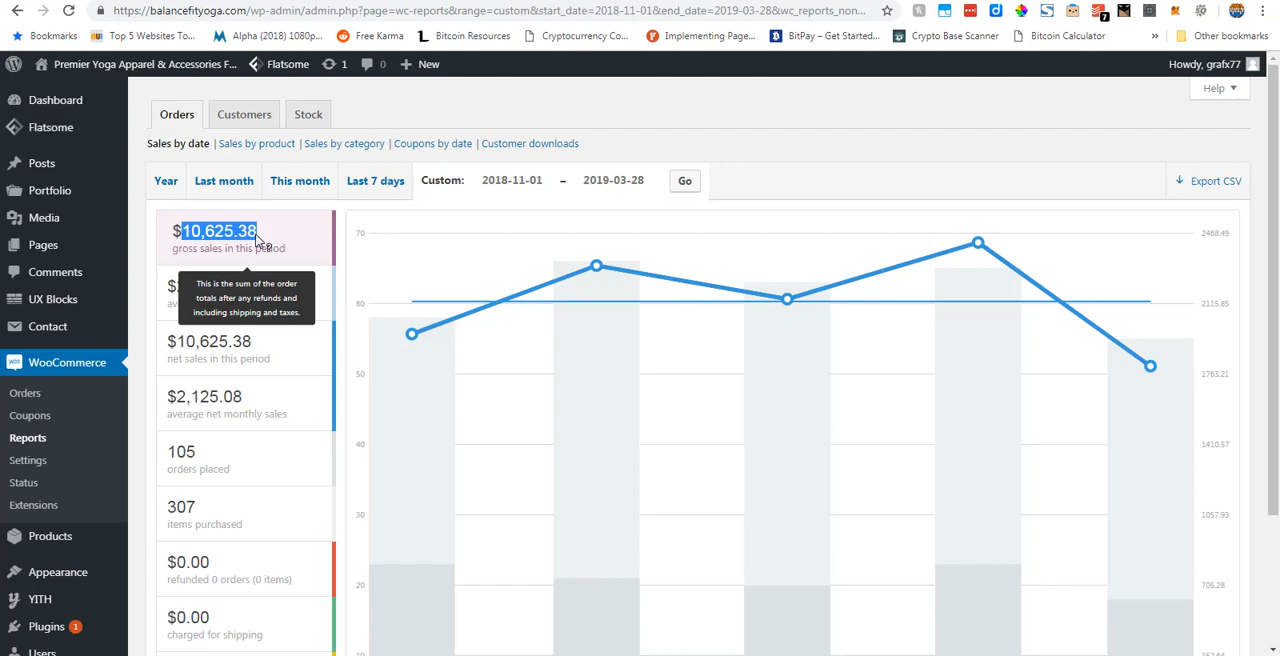 https://balancefityoga.com/wp-admin/admin.php?page=wc-reports&range=custom&start_date=2018-11-01&end_date=2019-03-28&wc_reports_non...
7
Bookmarks
Top 5 Websites To...
Alpha (2018) 1080p...
Free Karma
Bitcoin Resources
Cryptocurrency Co...
Implementing Page...
BitPay – Get Started...
Crypto Base Scanner
Bitcoin Calculator
»
Other bookmarks
Premier Yoga Apparel & Accessories F...
Flatsome
1
0
New
Howdy, grafx77
Help
Dashboard
Flatsome
Posts
Portfolio
Media
Pages
Comments
UX Blocks
Contact
WooCommerce
Orders
Coupons
Reports
Settings
Status
Extensions
Products
Appearance
YITH
Plugins 1
Users
Orders
Customers
Stock
Sales by date | Sales by product | Sales by category | Coupons by date | Customer downloads
Year
Last month
This month
Last 7 days
Custom:
2018-11-01 – 2019-03-28
Go
Export CSV
$10,625.38
gross sales in this period
This is the sum of the order
totals after any refunds and
including shipping and taxes.
$10,625.38
net sales in this period
$2,125.08
average net monthly sales
105
orders placed
307
items purchased
$0.00
refunded 0 orders (0 items)
$0.00
charged for shipping
70
60
50
40
30
20
10
2468.49
2115.85
1763.21
1410.57
1057.93
705.28
352.64